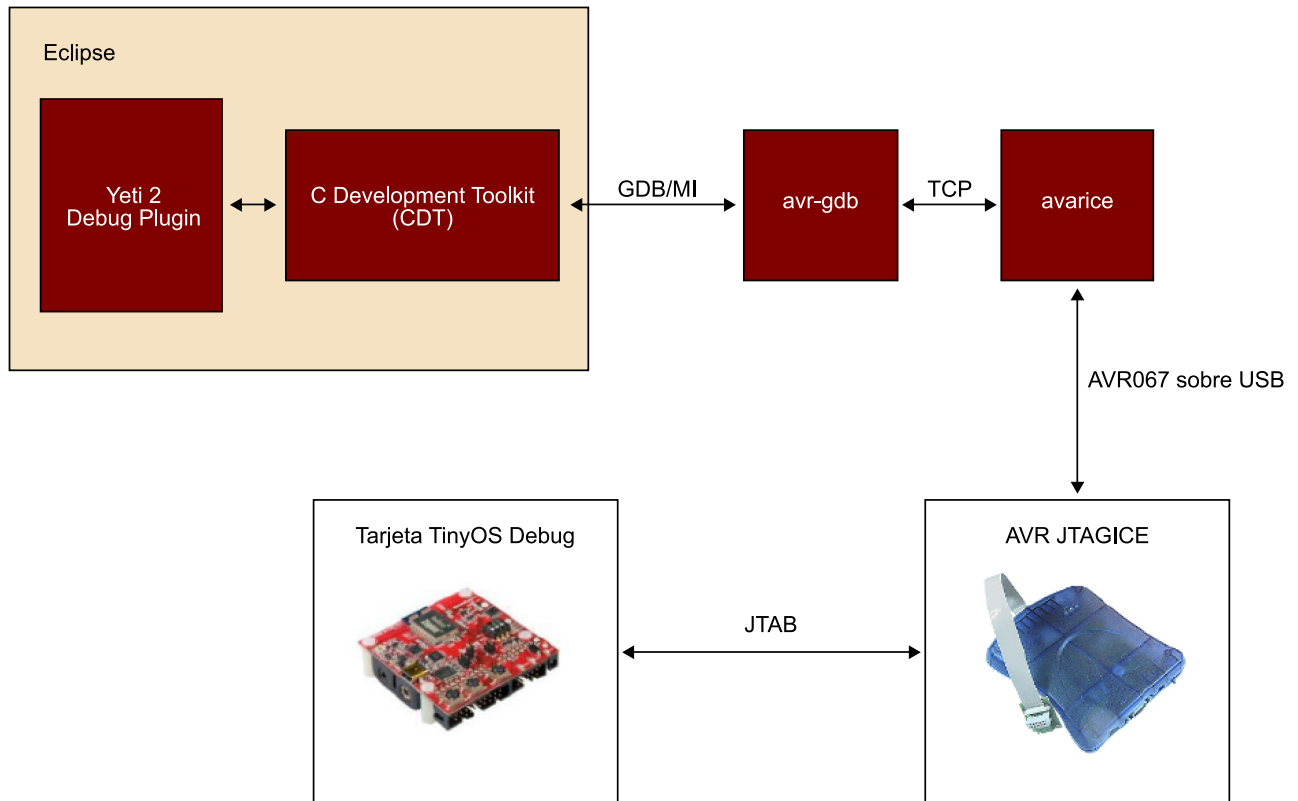 Eclipse
Yeti 2
Debug Plugin
C Development Toolkit
(CDT)
GDB/MI
avr-gdb
TCP
avarice
AVR067 sobre USB
Tarjeta TinyOS Debug
JTAB
AVR JTAGICE